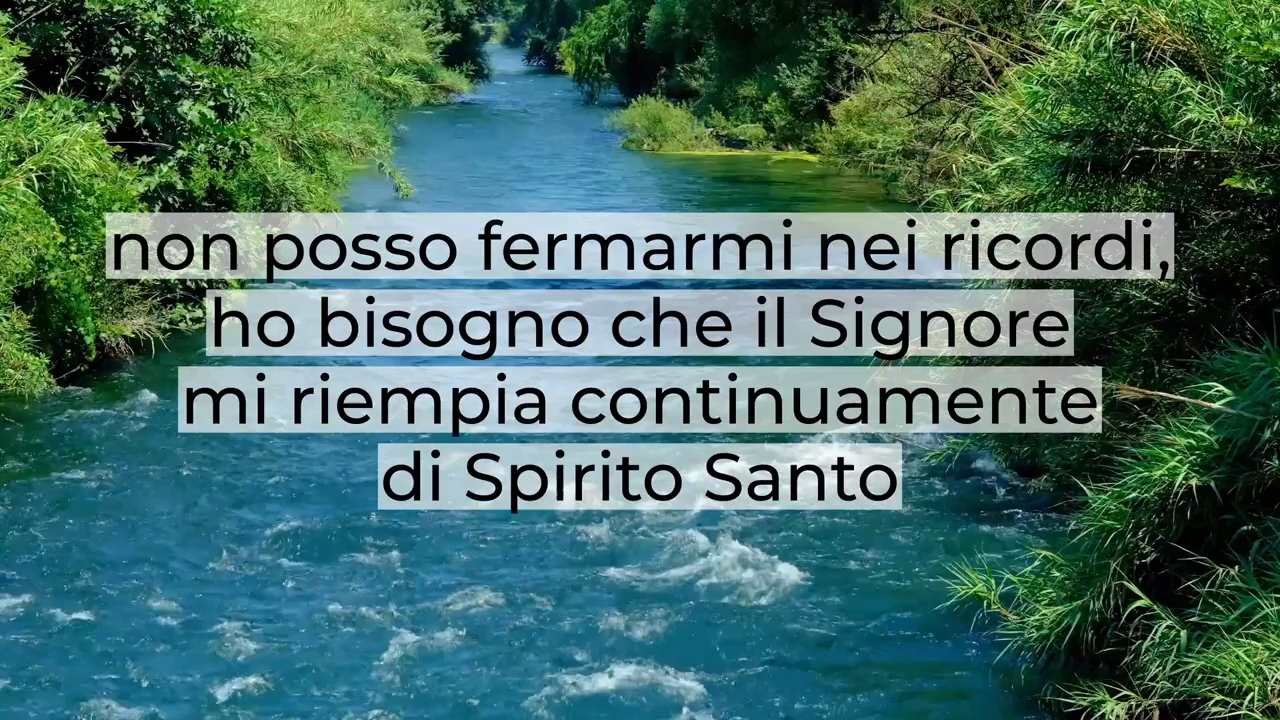 non posso fermarmi nei ricordi,
ho bisogno che il Signore
mi riempia continuamente
di Spirito Santo